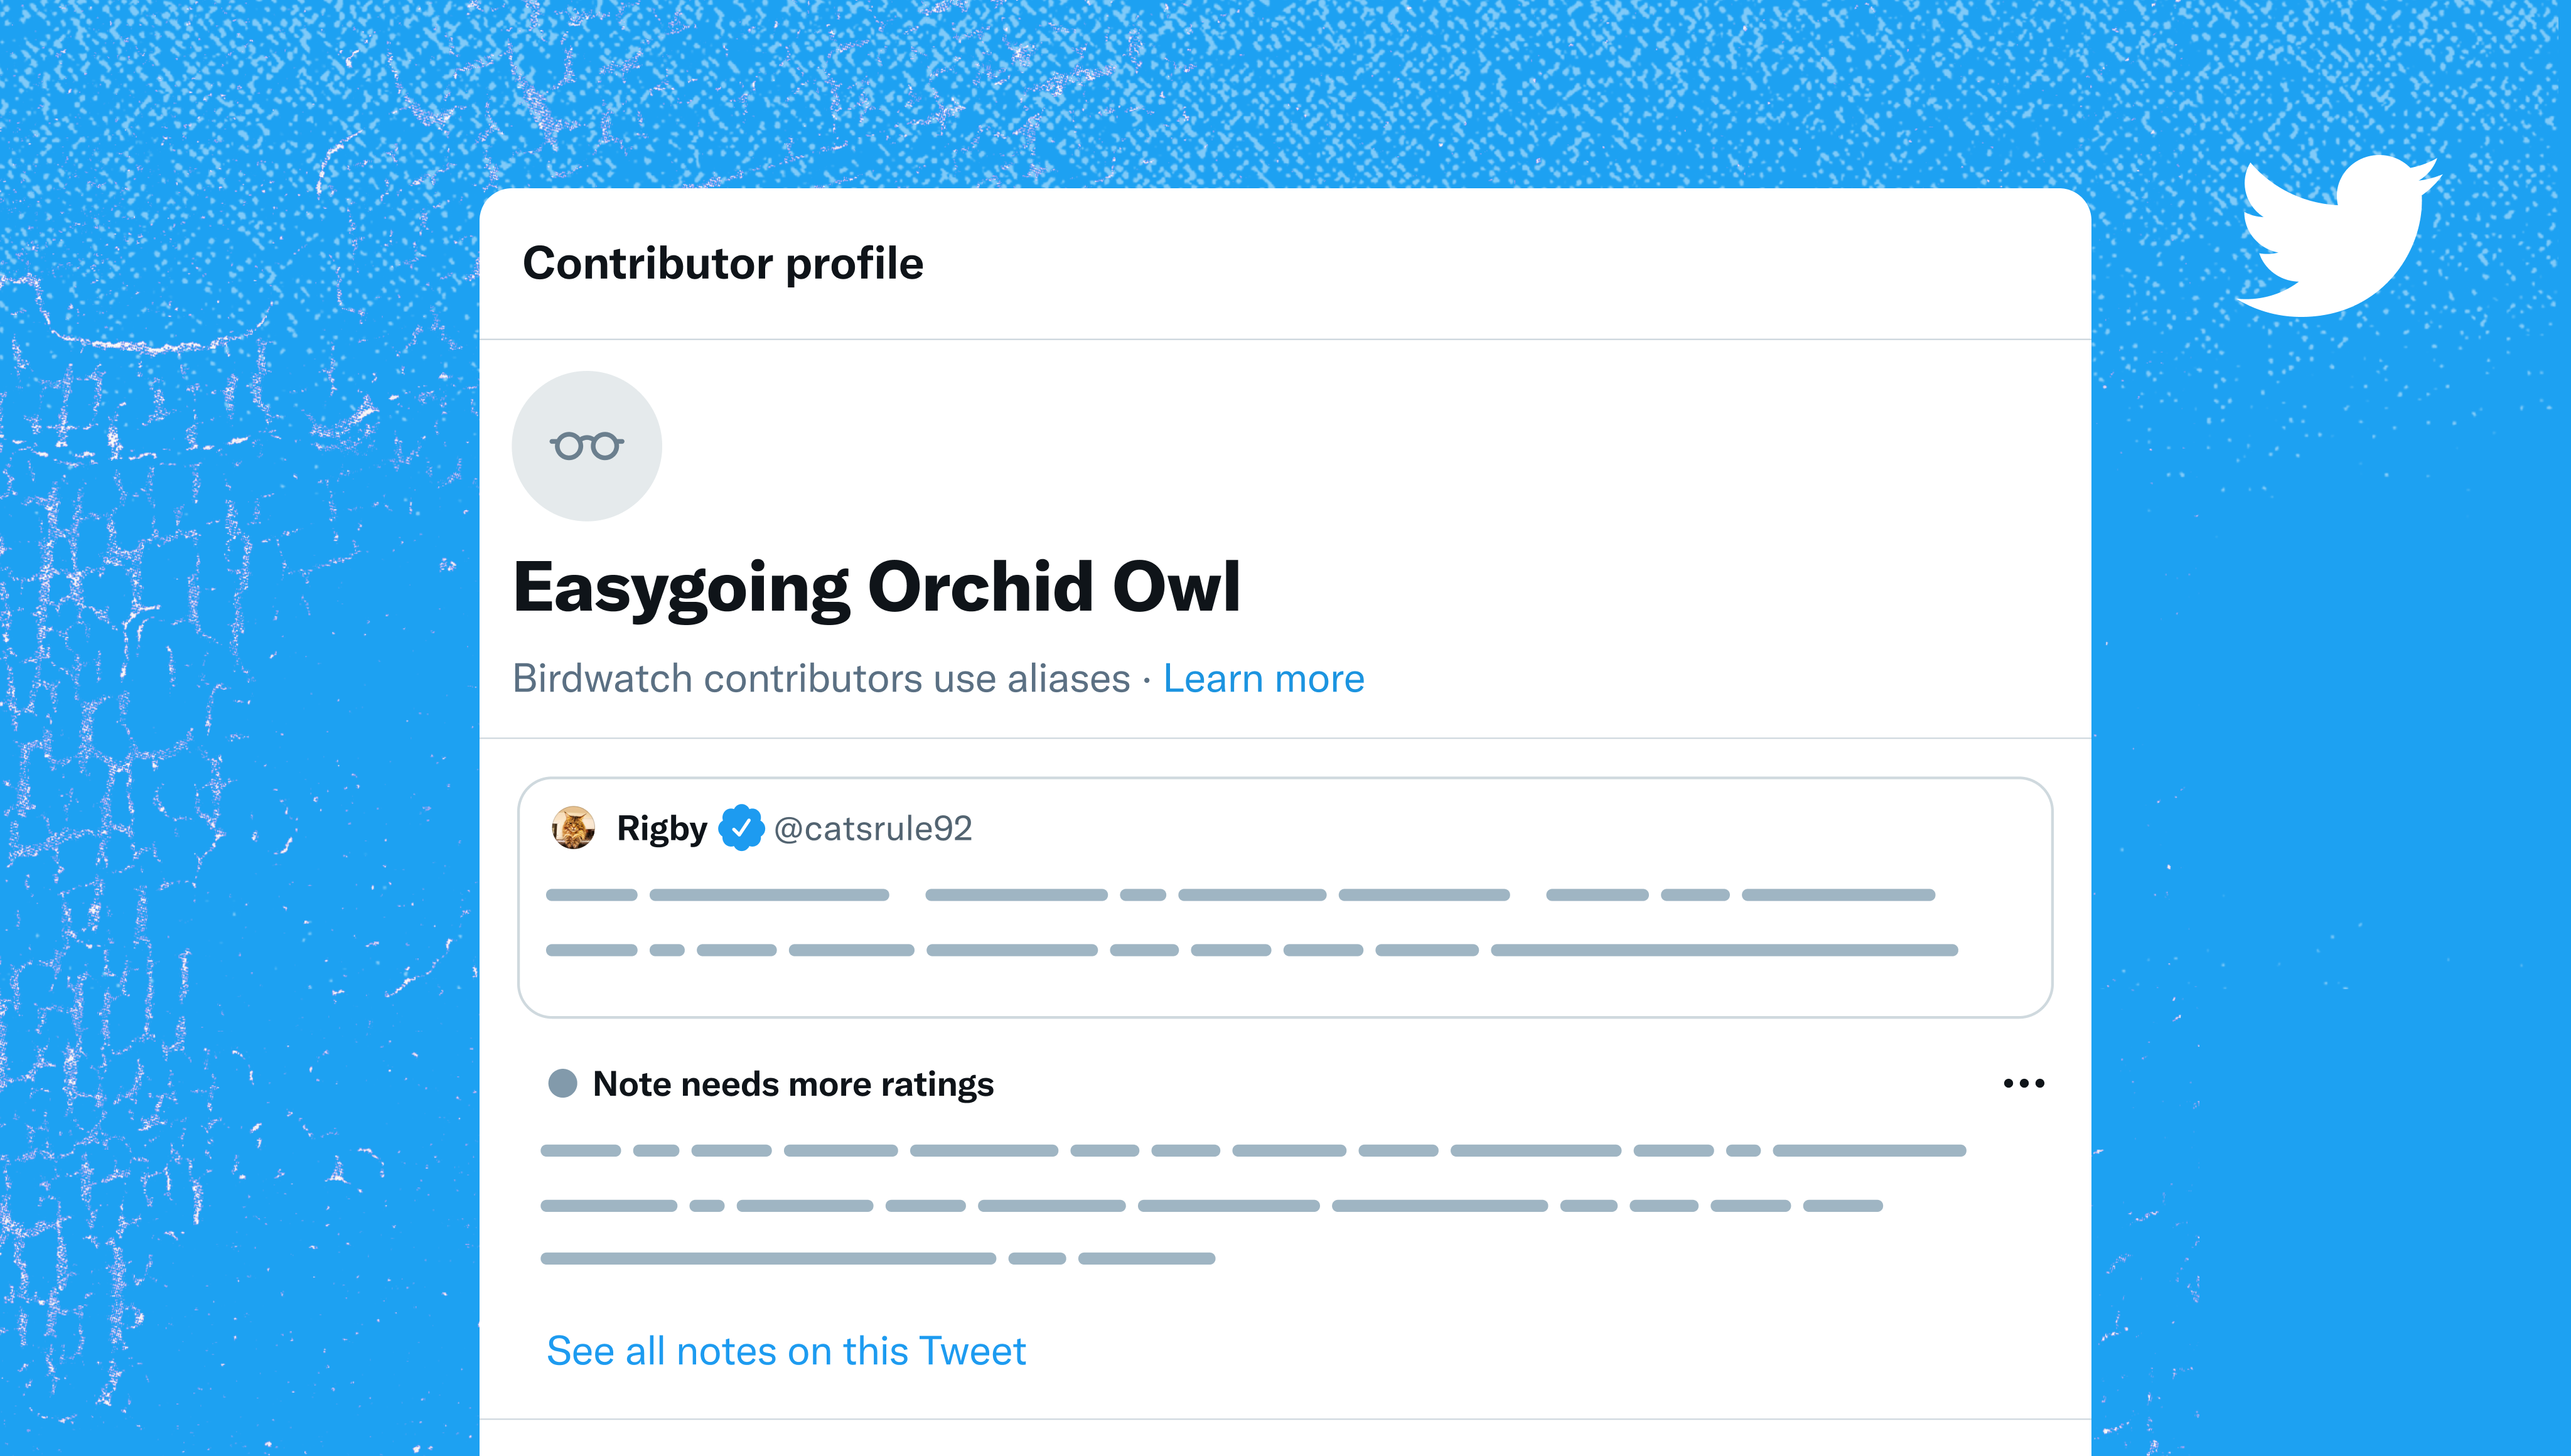 Contributor profile
Easygoing Orchid Owl
Birdwatch contributors use aliases · Learn more
Rigby @catsrule92
Note needs more ratings
See all notes on this Tweet